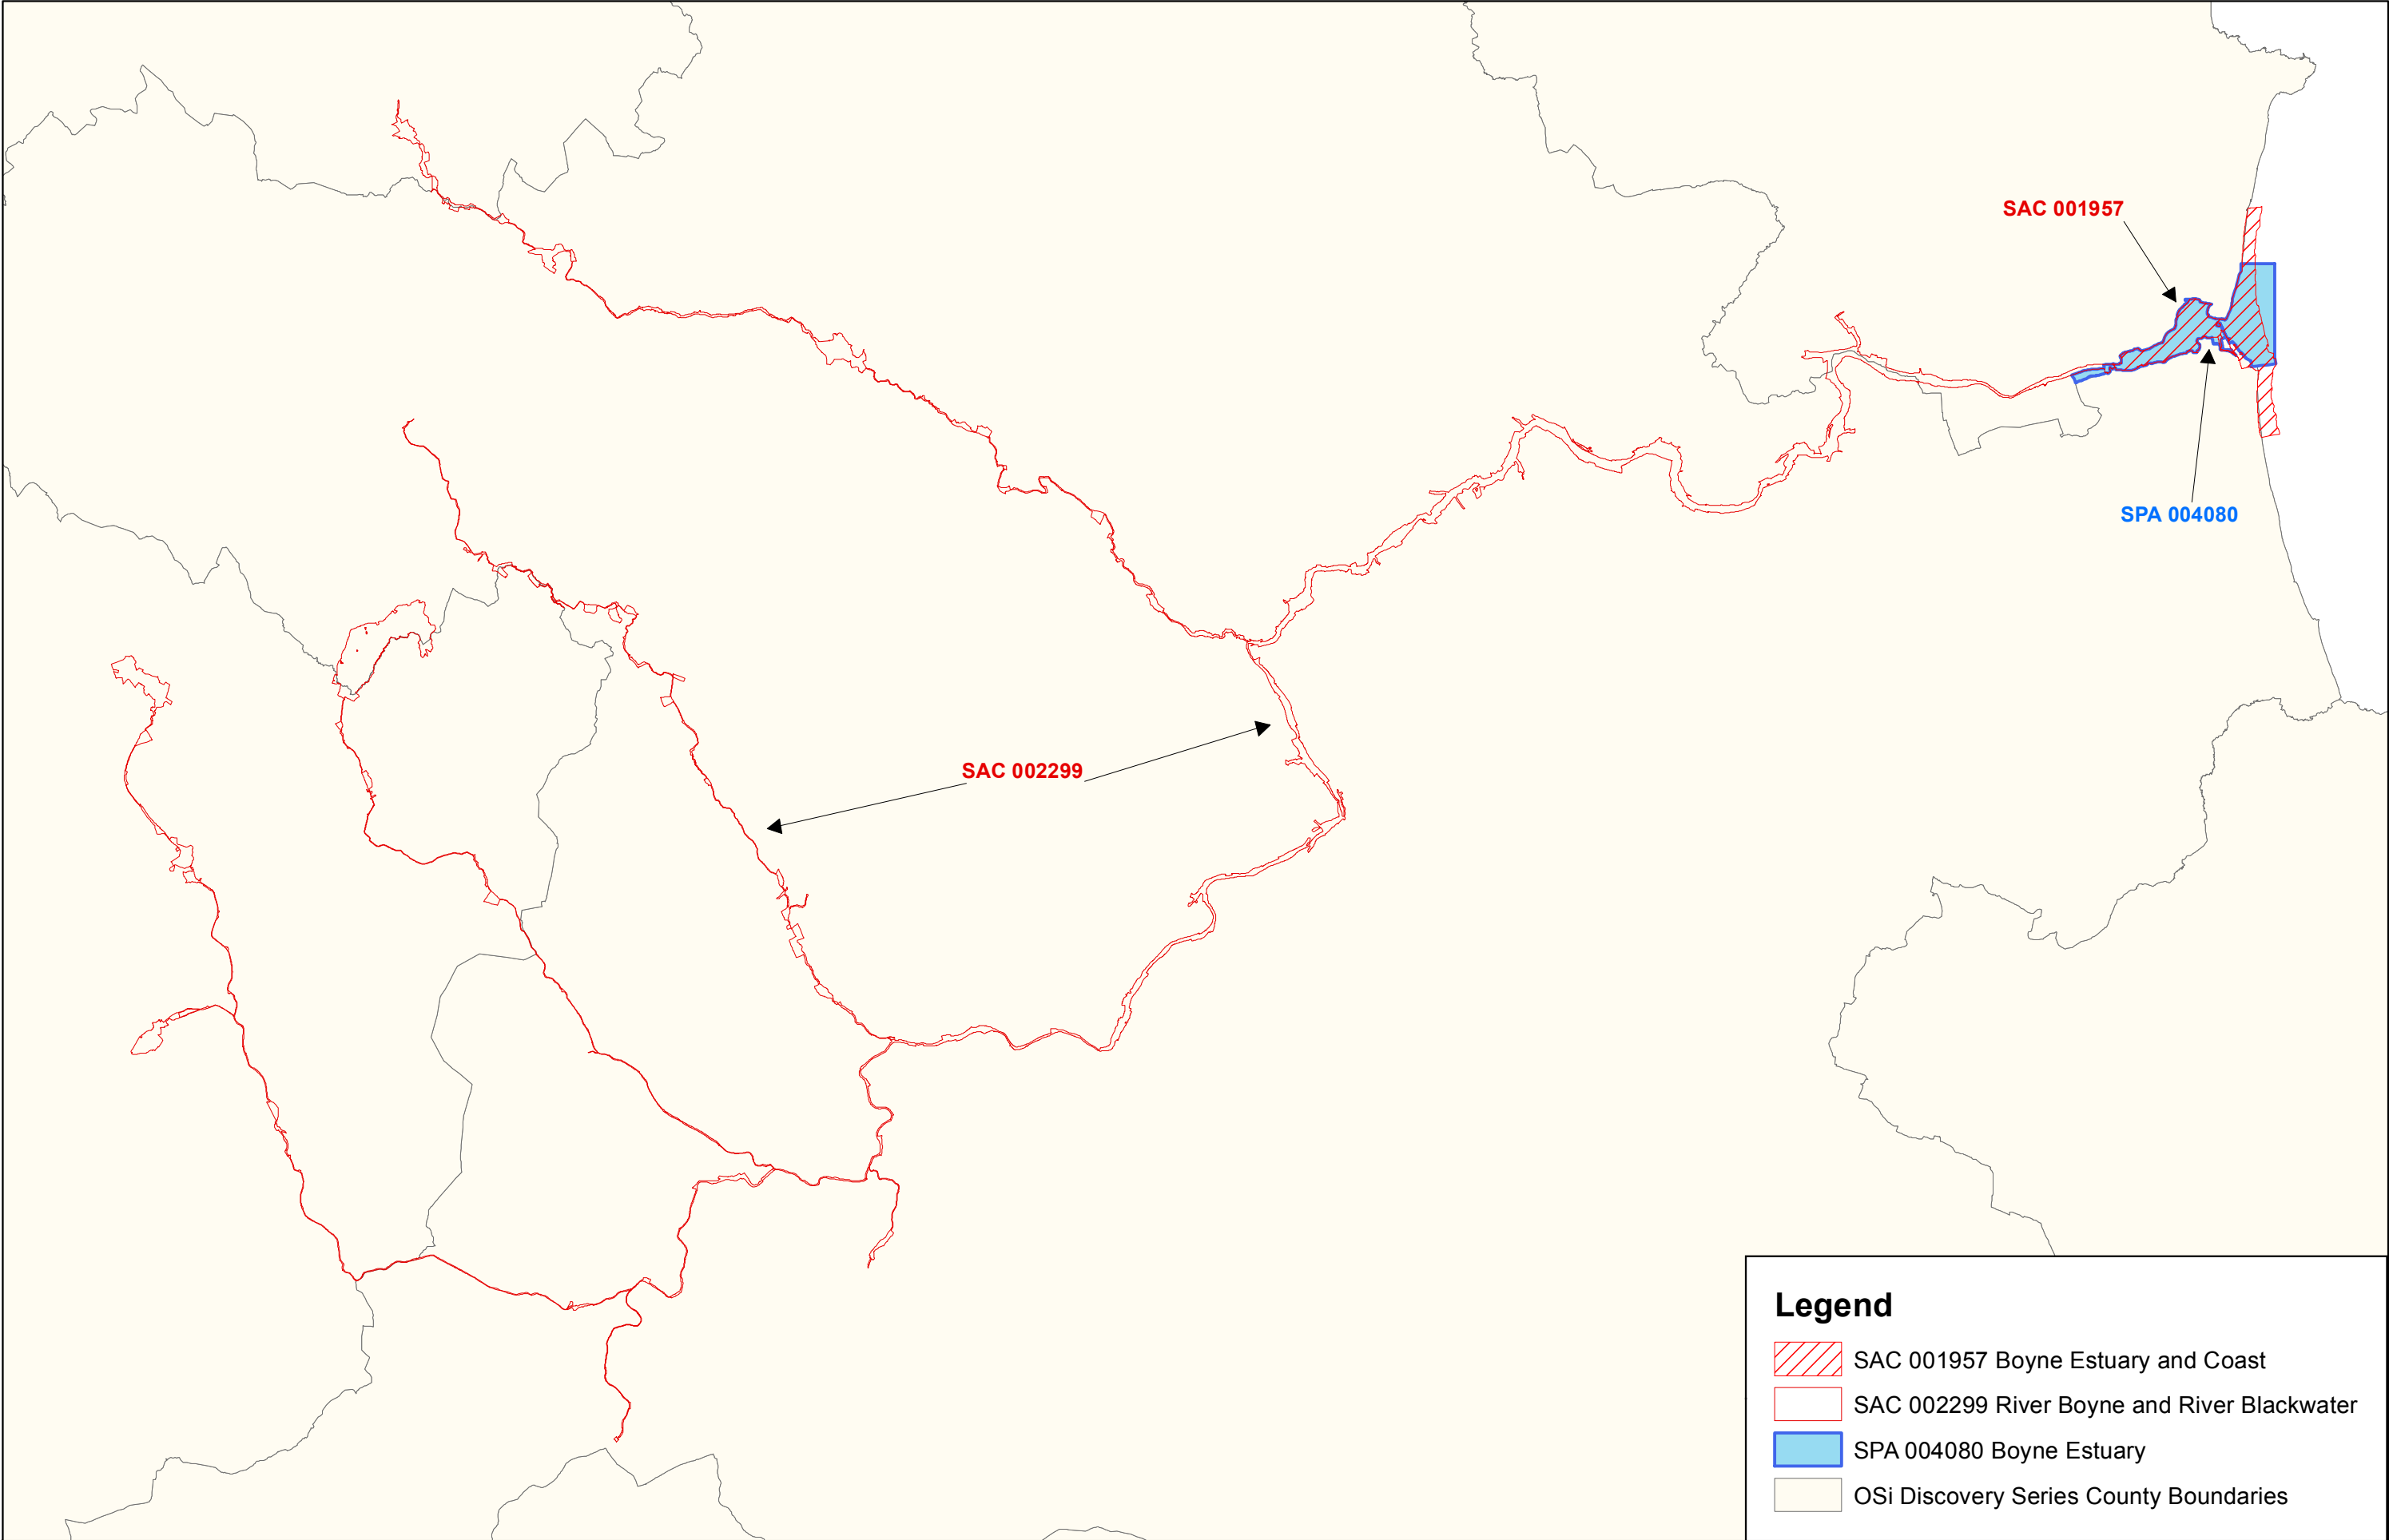 SAC 001957
SPA 004080
SAC 002299
Legend
SAC 001957 Boyne Estuary and Coast
SAC 002299 River Boyne and River Blackwater
SPA 004080 Boyne Estuary
OSi Discovery Series County Boundaries